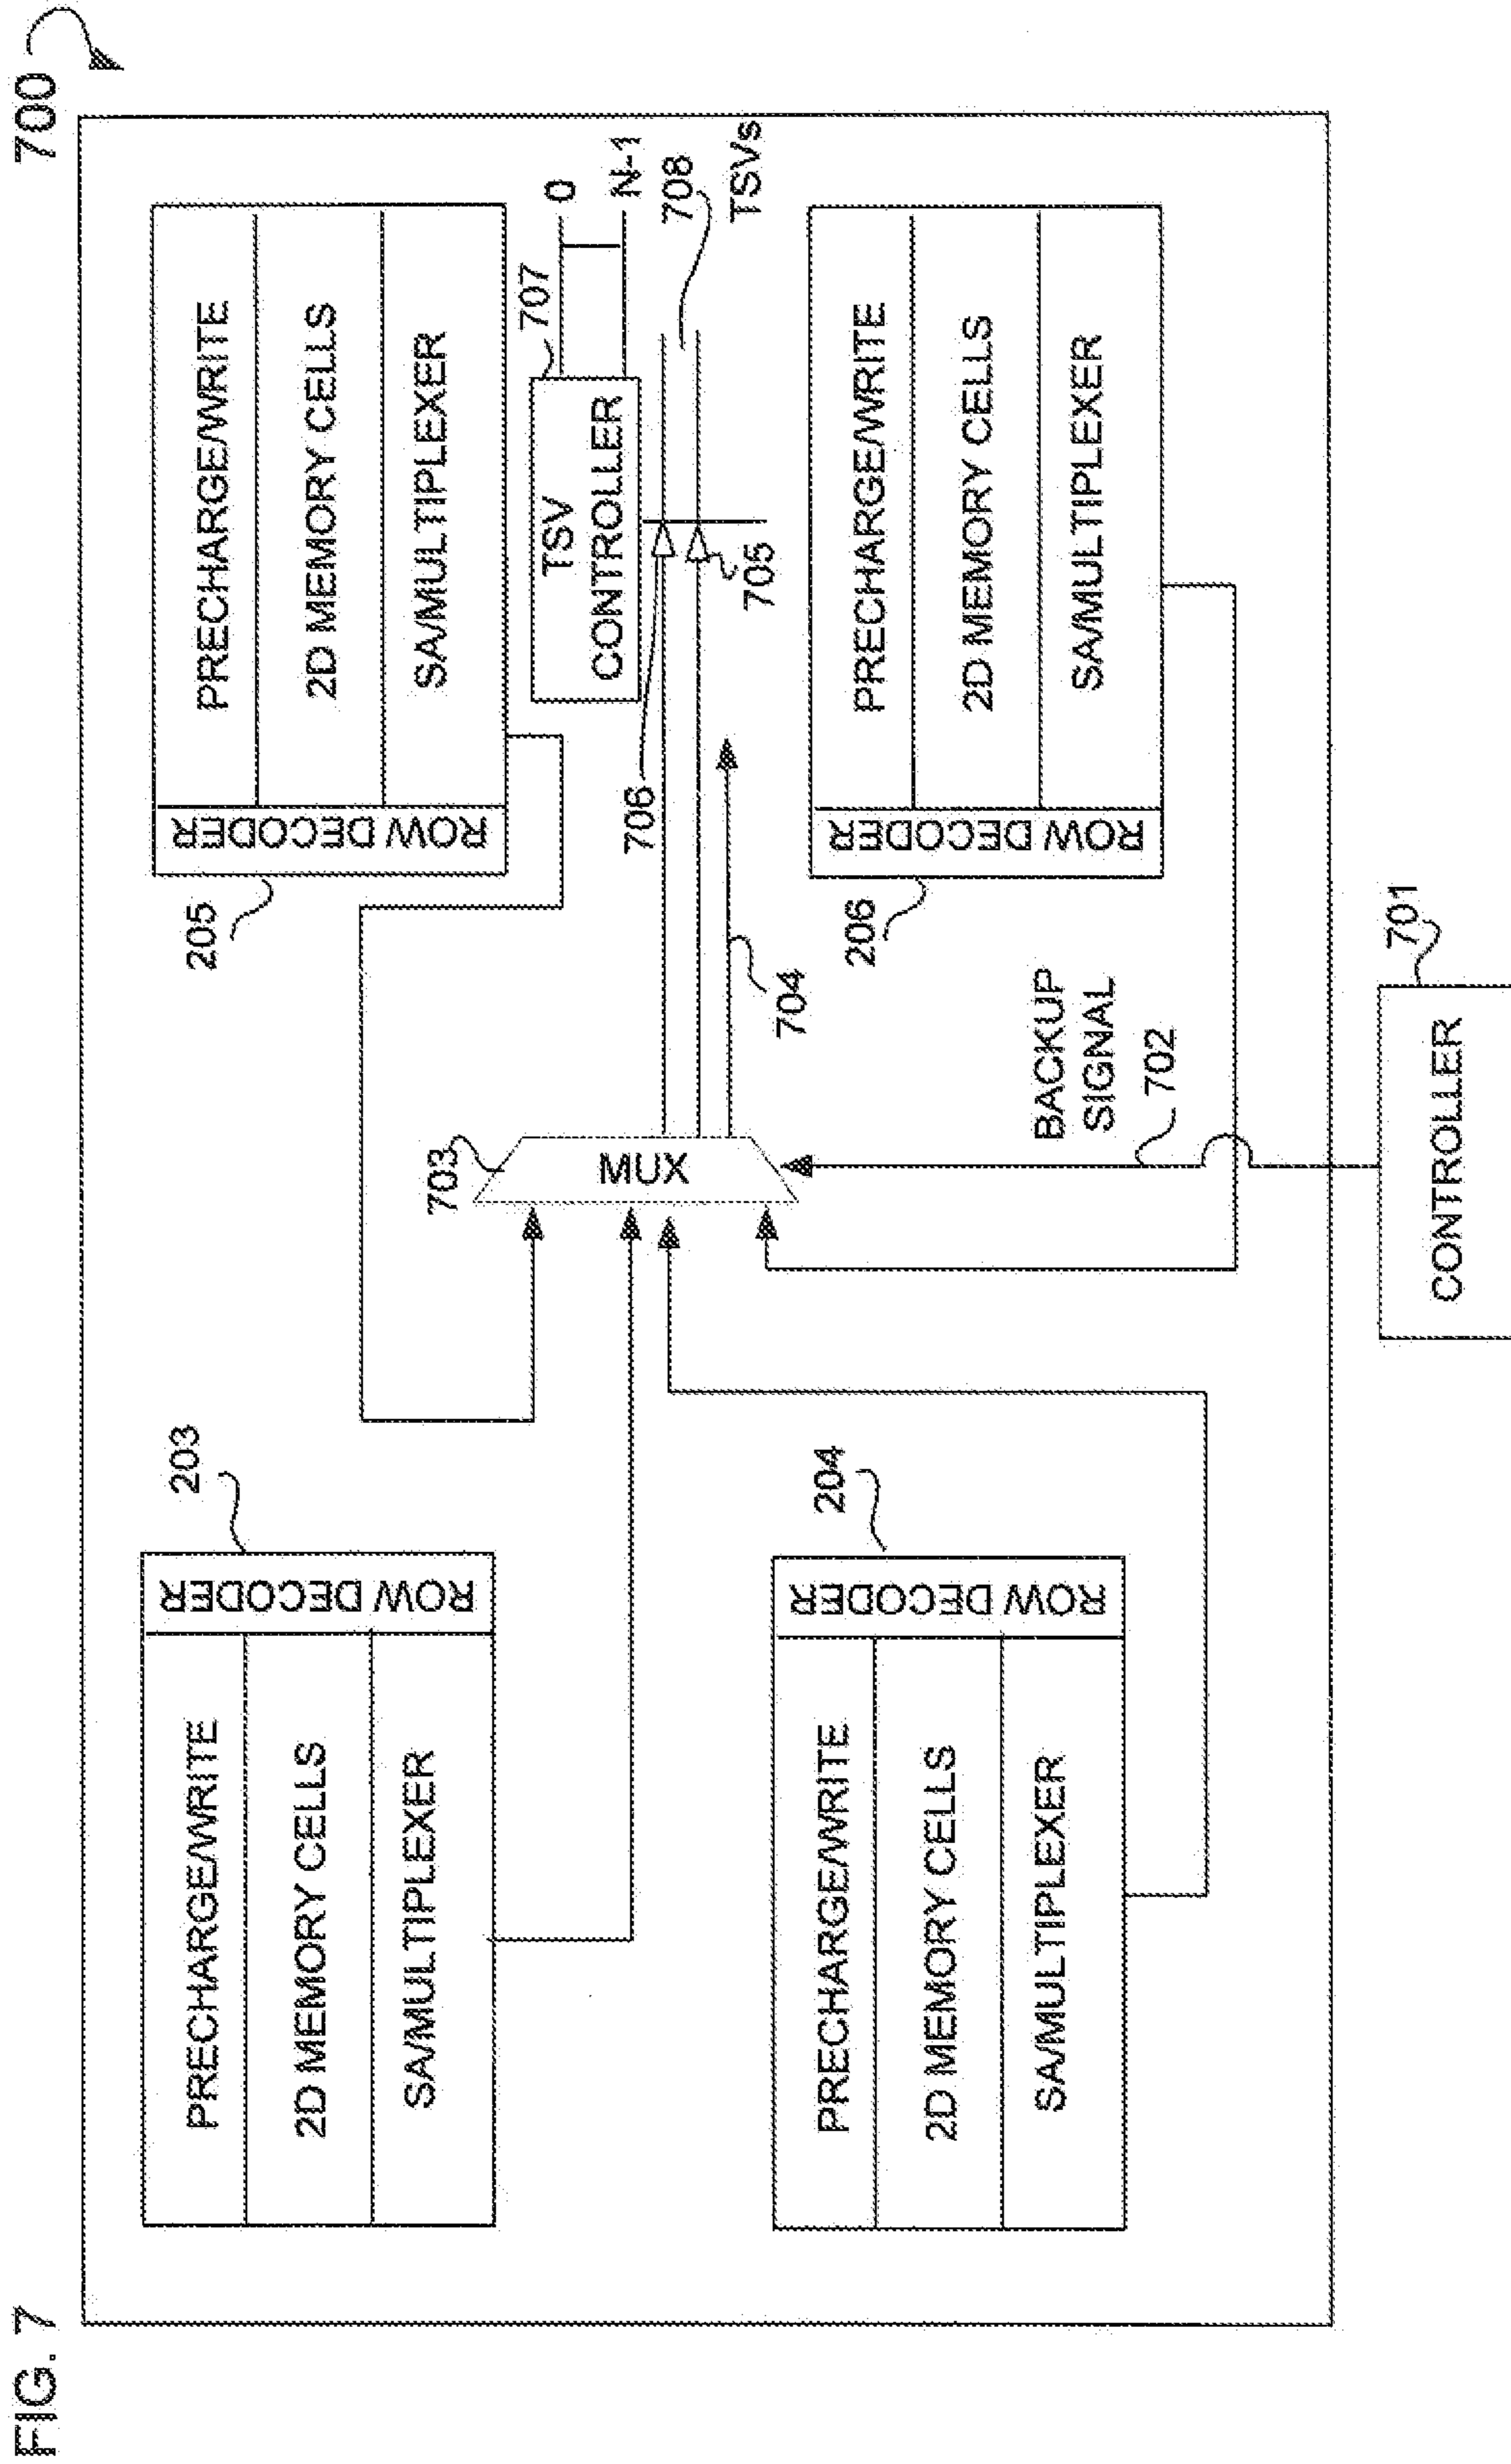 FIG. 7
700
203
PRECHARGE/WRITE
2D MEMORY CELLS
SA/MULTIPLEXER
ROW DECODER
205
ROW DECODER
PRECHARGE/WRITE
2D MEMORY CELLS
SA/MULTIPLEXER
703
MUX
706
TSV
CONTROLLER
707
0
N-1
708
TSVs
705
704
204
PRECHARGE/WRITE
2D MEMORY CELLS
SA/MULTIPLEXER
ROW DECODER
206
ROW DECODER
PRECHARGE/WRITE
2D MEMORY CELLS
SA/MULTIPLEXER
BACKUP
SIGNAL
702
701
CONTROLLER